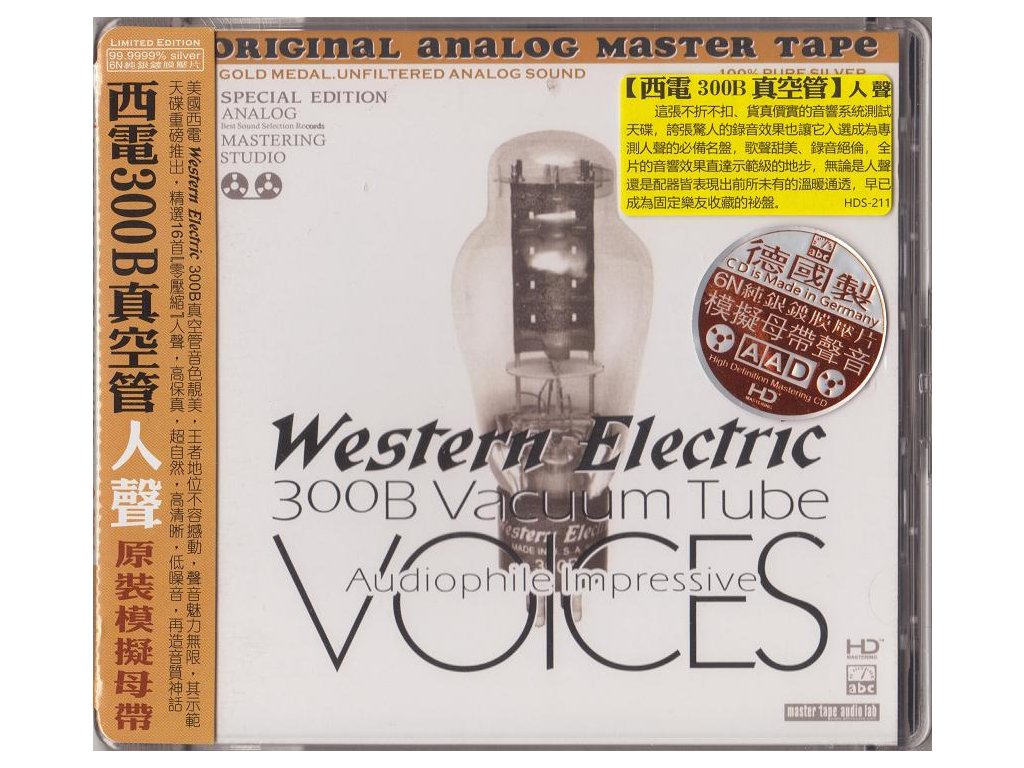 LIMITED EDITION
99.9999% silver
6N純銀鍍膜壓片
西電300B真空管
人聲
原裝模擬母帶
美國西電 Western Electric 300B真空管音色靚美，王者地位不容撼動，聲音魅力無限，其示範
天碟重磅推出，精選16首「零壓縮」人聲，高保真，超自然，高清晰，低噪音，再造音質神話
ORIGINAL ANALOG MASTER TAPE
GOLD MEDAL.UNFILTERED ANALOG SOUND
100% PURE SILVER
SPECIAL EDITION
ANALOG
Best Sound Selection Records
MASTERING
STUDIO
【西電 300B 真空管】人聲
這張不折不扣、貨真價實的音響系統測試
天碟，誇張驚人的錄音效果也讓它入選成為專
測人聲的必備名盤，歌聲甜美、錄音絕倫，全
片的音響效果直達示範級的地步，無論是人聲
還是配器皆表現出前所未有的溫暖通透，早已
成為固定樂友收藏的祕盤。
HDS-211
abc
德國製
CD is Made in Germany
6N純銀鍍膜壓片
模擬母帶聲音
AAD
High Definition Mastering CD
HD
MASTERING
Western Electric
300B Vacuum Tube
Western Electric
MADE IN U.S.A.
VOICES
Audiophile Impressive
HD
MASTERING
abc
master tape audio lab